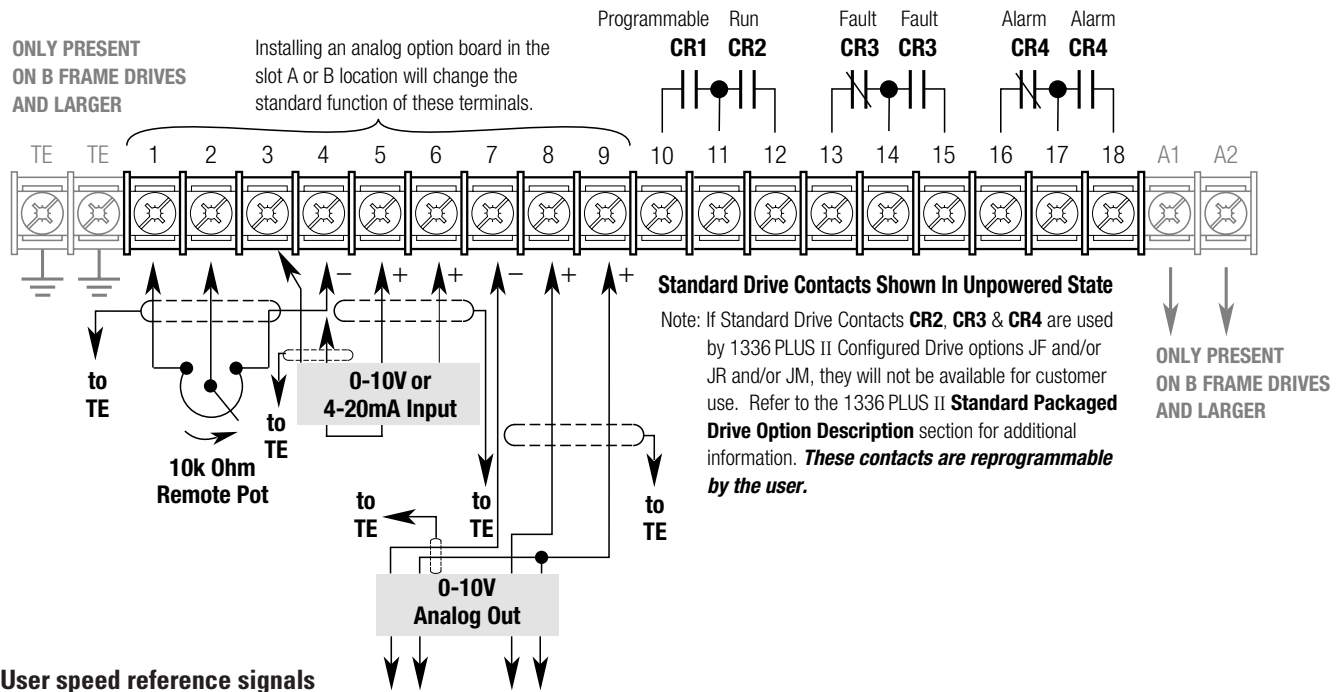 Programmable Run Fault Fault Alarm Alarm
CR1 CR2 CR3 CR3 CR4 CR4
ONLY PRESENT
ON B FRAME DRIVES
AND LARGER
Installing an analog option board in the
slot A or B location will change the
standard function of these terminals.
TE TE 1 2 3 4 5 6 7 8 9 10 11 12 13 14 15 16 17 18 A1 A2
− + + − + +
Standard Drive Contacts Shown In Unpowered State
Note: If Standard Drive Contacts CR2, CR3 & CR4 are used
by 1336 PLUS II Configured Drive options JF and/or
JR and/or JM, they will not be available for customer
use. Refer to the 1336 PLUS II Standard Packaged
Drive Option Description section for additional
information. These contacts are reprogrammable
by the user.
ONLY PRESENT
ON B FRAME DRIVES
AND LARGER
to
TE
10k Ohm
Remote Pot
to
TE
0-10V or
4-20mA Input
to
TE
to
TE
to
TE
0-10V
Analog Out
User speed reference signals